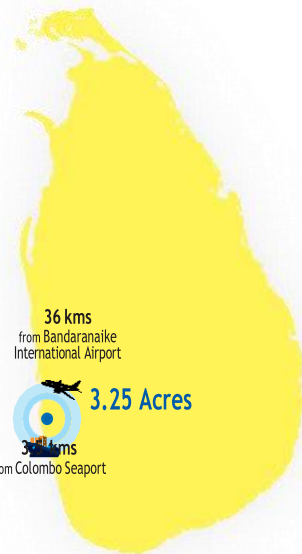 36 kms
from Bandaranaike
International Airport
3.25 Acres
kms
Colombo Seaport